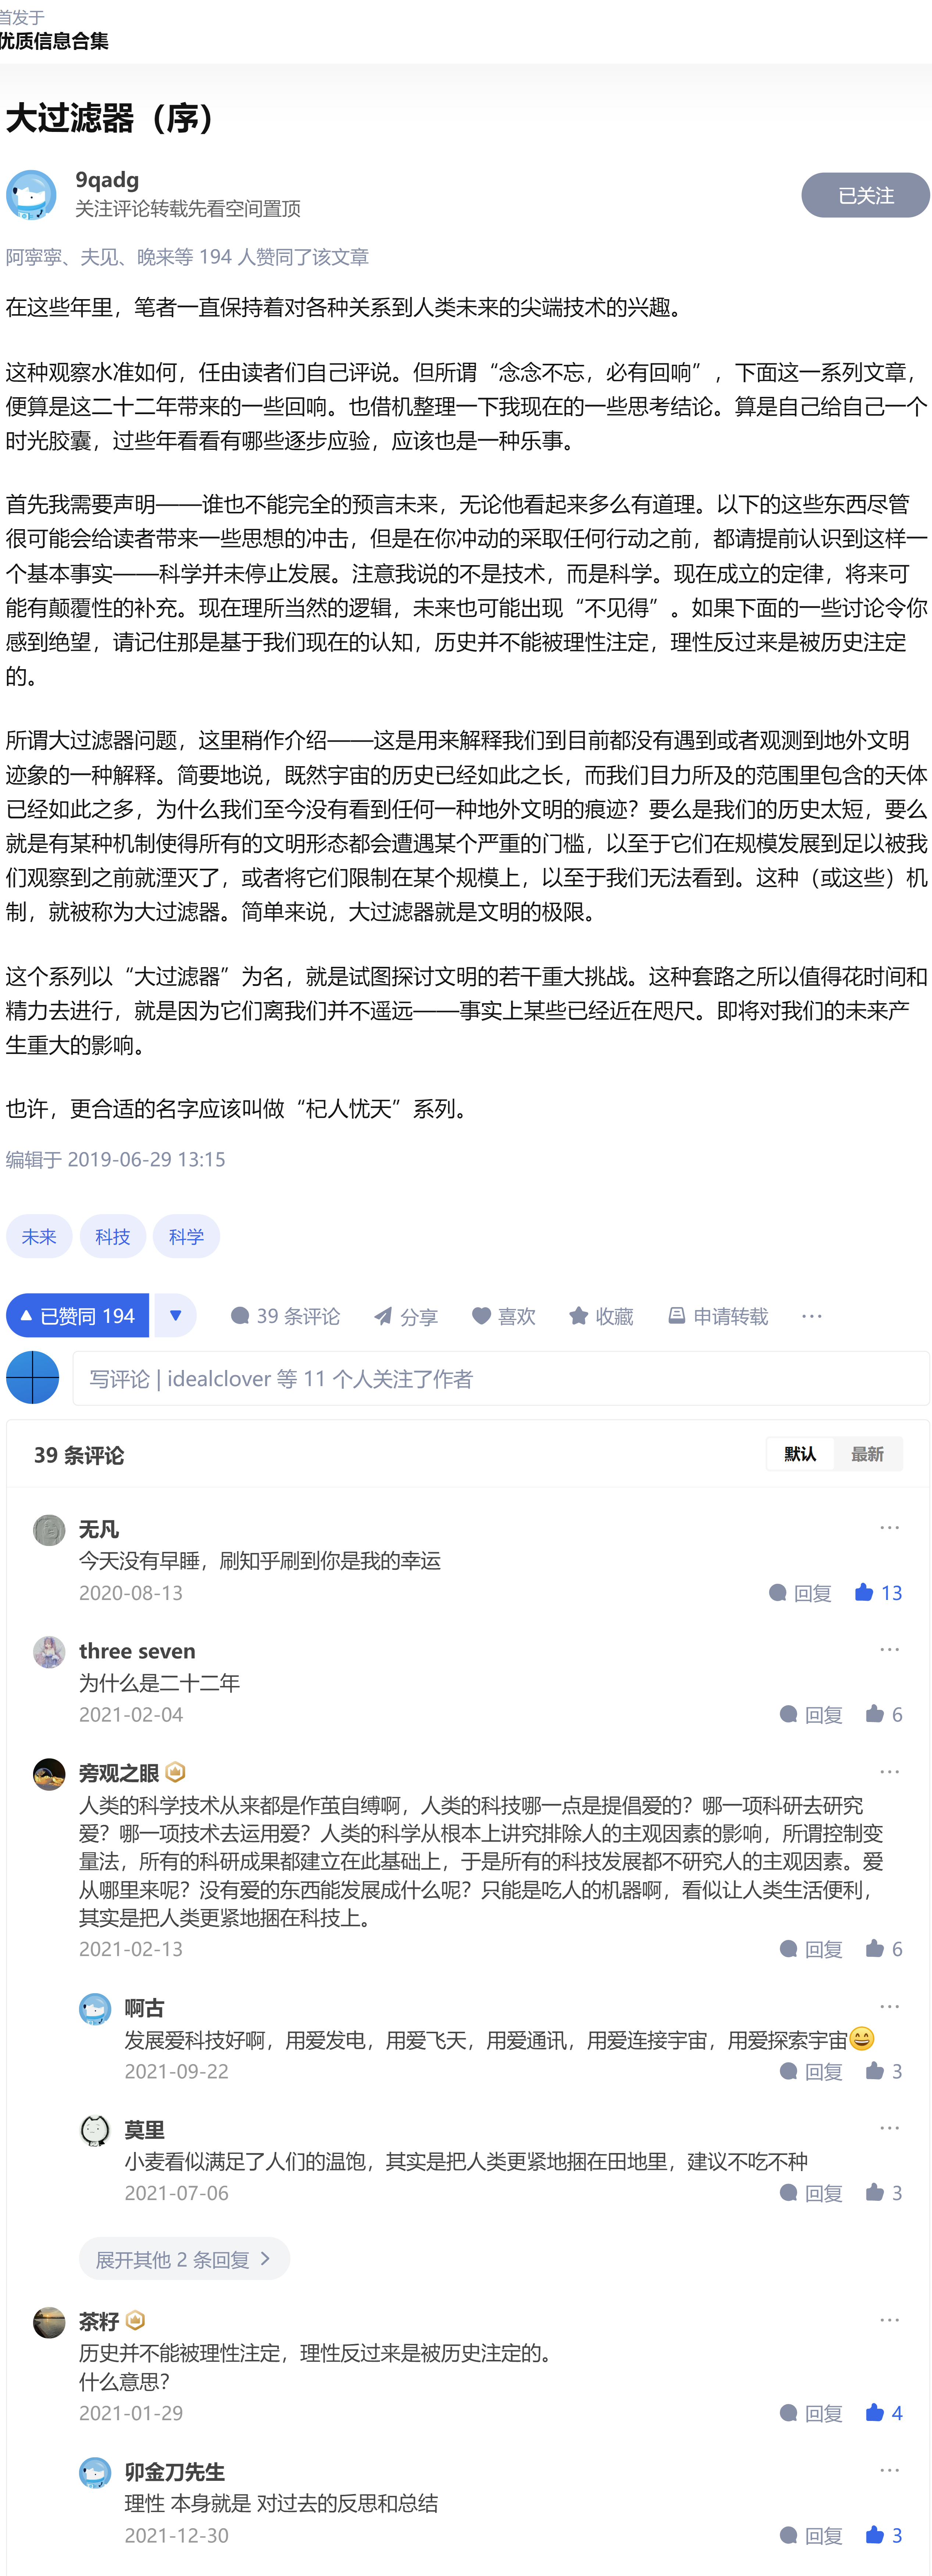 首发于
优质信息合集
大过滤器（序）
9qadg
关注评论转载先看空间置顶
已关注
阿寧寧、夫见、晚来等 194 人赞同了该文章
在这些年里，笔者一直保持着对各种关系到人类未来的尖端技术的兴趣。
这种观察水准如何，任由读者们自己评说。但所谓“念念不忘，必有回响”，下面这一系列文章，
便算是这二十二年带来的一些回响。也借机整理一下我现在的一些思考结论。算是自己给自己一个
时光胶囊，过些年看看有哪些逐步应验，应该也是一种乐事。
首先我需要声明——谁也不能完全的预言未来，无论他看起来多么有道理。以下的这些东西尽管
很可能会给读者带来一些思想的冲击，但是在你冲动的采取任何行动之前，都请提前认识到这样一
个基本事实——科学并未停止发展。注意我说的不是技术，而是科学。现在成立的定律，将来可
能有颠覆性的补充。现在理所当然的逻辑，未来也可能出现“不见得”。如果下面的一些讨论令你
感到绝望，请记住那是基于我们现在的认知，历史并不能被理性注定，理性反过来是被历史注定
的。
所谓大过滤器问题，这里稍作介绍——这是用来解释我们到目前都没有遇到或者观测到地外文明
迹象的一种解释。简要地说，既然宇宙的历史已经如此之长，而我们目力所及的范围里包含的天体
已经如此之多，为什么我们至今没有看到任何一种地外文明的痕迹？要么是我们的历史太短，要么
就是有某种机制使得所有的文明形态都会遭遇某个严重的门槛，以至于它们在规模发展到足以被我
们观察到之前就湮灭了，或者将它们限制在某个规模上，以至于我们无法看到。这种（或这些）机
制，就被称为大过滤器。简单来说，大过滤器就是文明的极限。
这个系列以“大过滤器”为名，就是试图探讨文明的若干重大挑战。这种套路之所以值得花时间和
精力去进行，就是因为它们离我们并不遥远——事实上某些已经近在咫尺。即将对我们的未来产
生重大的影响。
也许，更合适的名字应该叫做“杞人忧天”系列。
编辑于 2019-06-29 13:15
未来 科技 科学
已赞同 194 39 条评论 分享 喜欢 收藏 申请转载 ···
写评论 | idealclover 等 11 个人关注了作者
39 条评论 默认 最新
无凡 ···
今天没有早睡，刷知乎刷到你是我的幸运
2020-08-13 回复 13
three seven ···
为什么是二十二年
2021-02-04 回复 6
旁观之眼 ···
人类的科学技术从来都是作茧自缚啊，人类的科技哪一点是提倡爱的？哪一项科研去研究
爱？哪一项技术去运用爱？人类的科学从根本上讲究排除人的主观因素的影响，所谓控制变
量法，所有的科研成果都建立在此基础上，于是所有的科技发展都不研究人的主观因素。爱
从哪里来呢？没有爱的东西能发展成什么呢？只能是吃人的机器啊，看似让人类生活便利，
其实是把人类更紧地捆在科技上。
2021-02-13 回复 6
啊古 ···
发展爱科技好啊，用爱发电，用爱飞天，用爱通讯，用爱连接宇宙，用爱探索宇宙😄
2021-09-22 回复 3
莫里 ···
小麦看似满足了人们的温饱，其实是把人类更紧地捆在田地里，建议不吃不种
2021-07-06 回复 3
展开其他 2 条回复
茶籽 ···
历史并不能被理性注定，理性反过来是被历史注定的。
什么意思？
2021-01-29 回复 4
卯金刀先生 ···
理性 本身就是 对过去的反思和总结
2021-12-30 回复 3